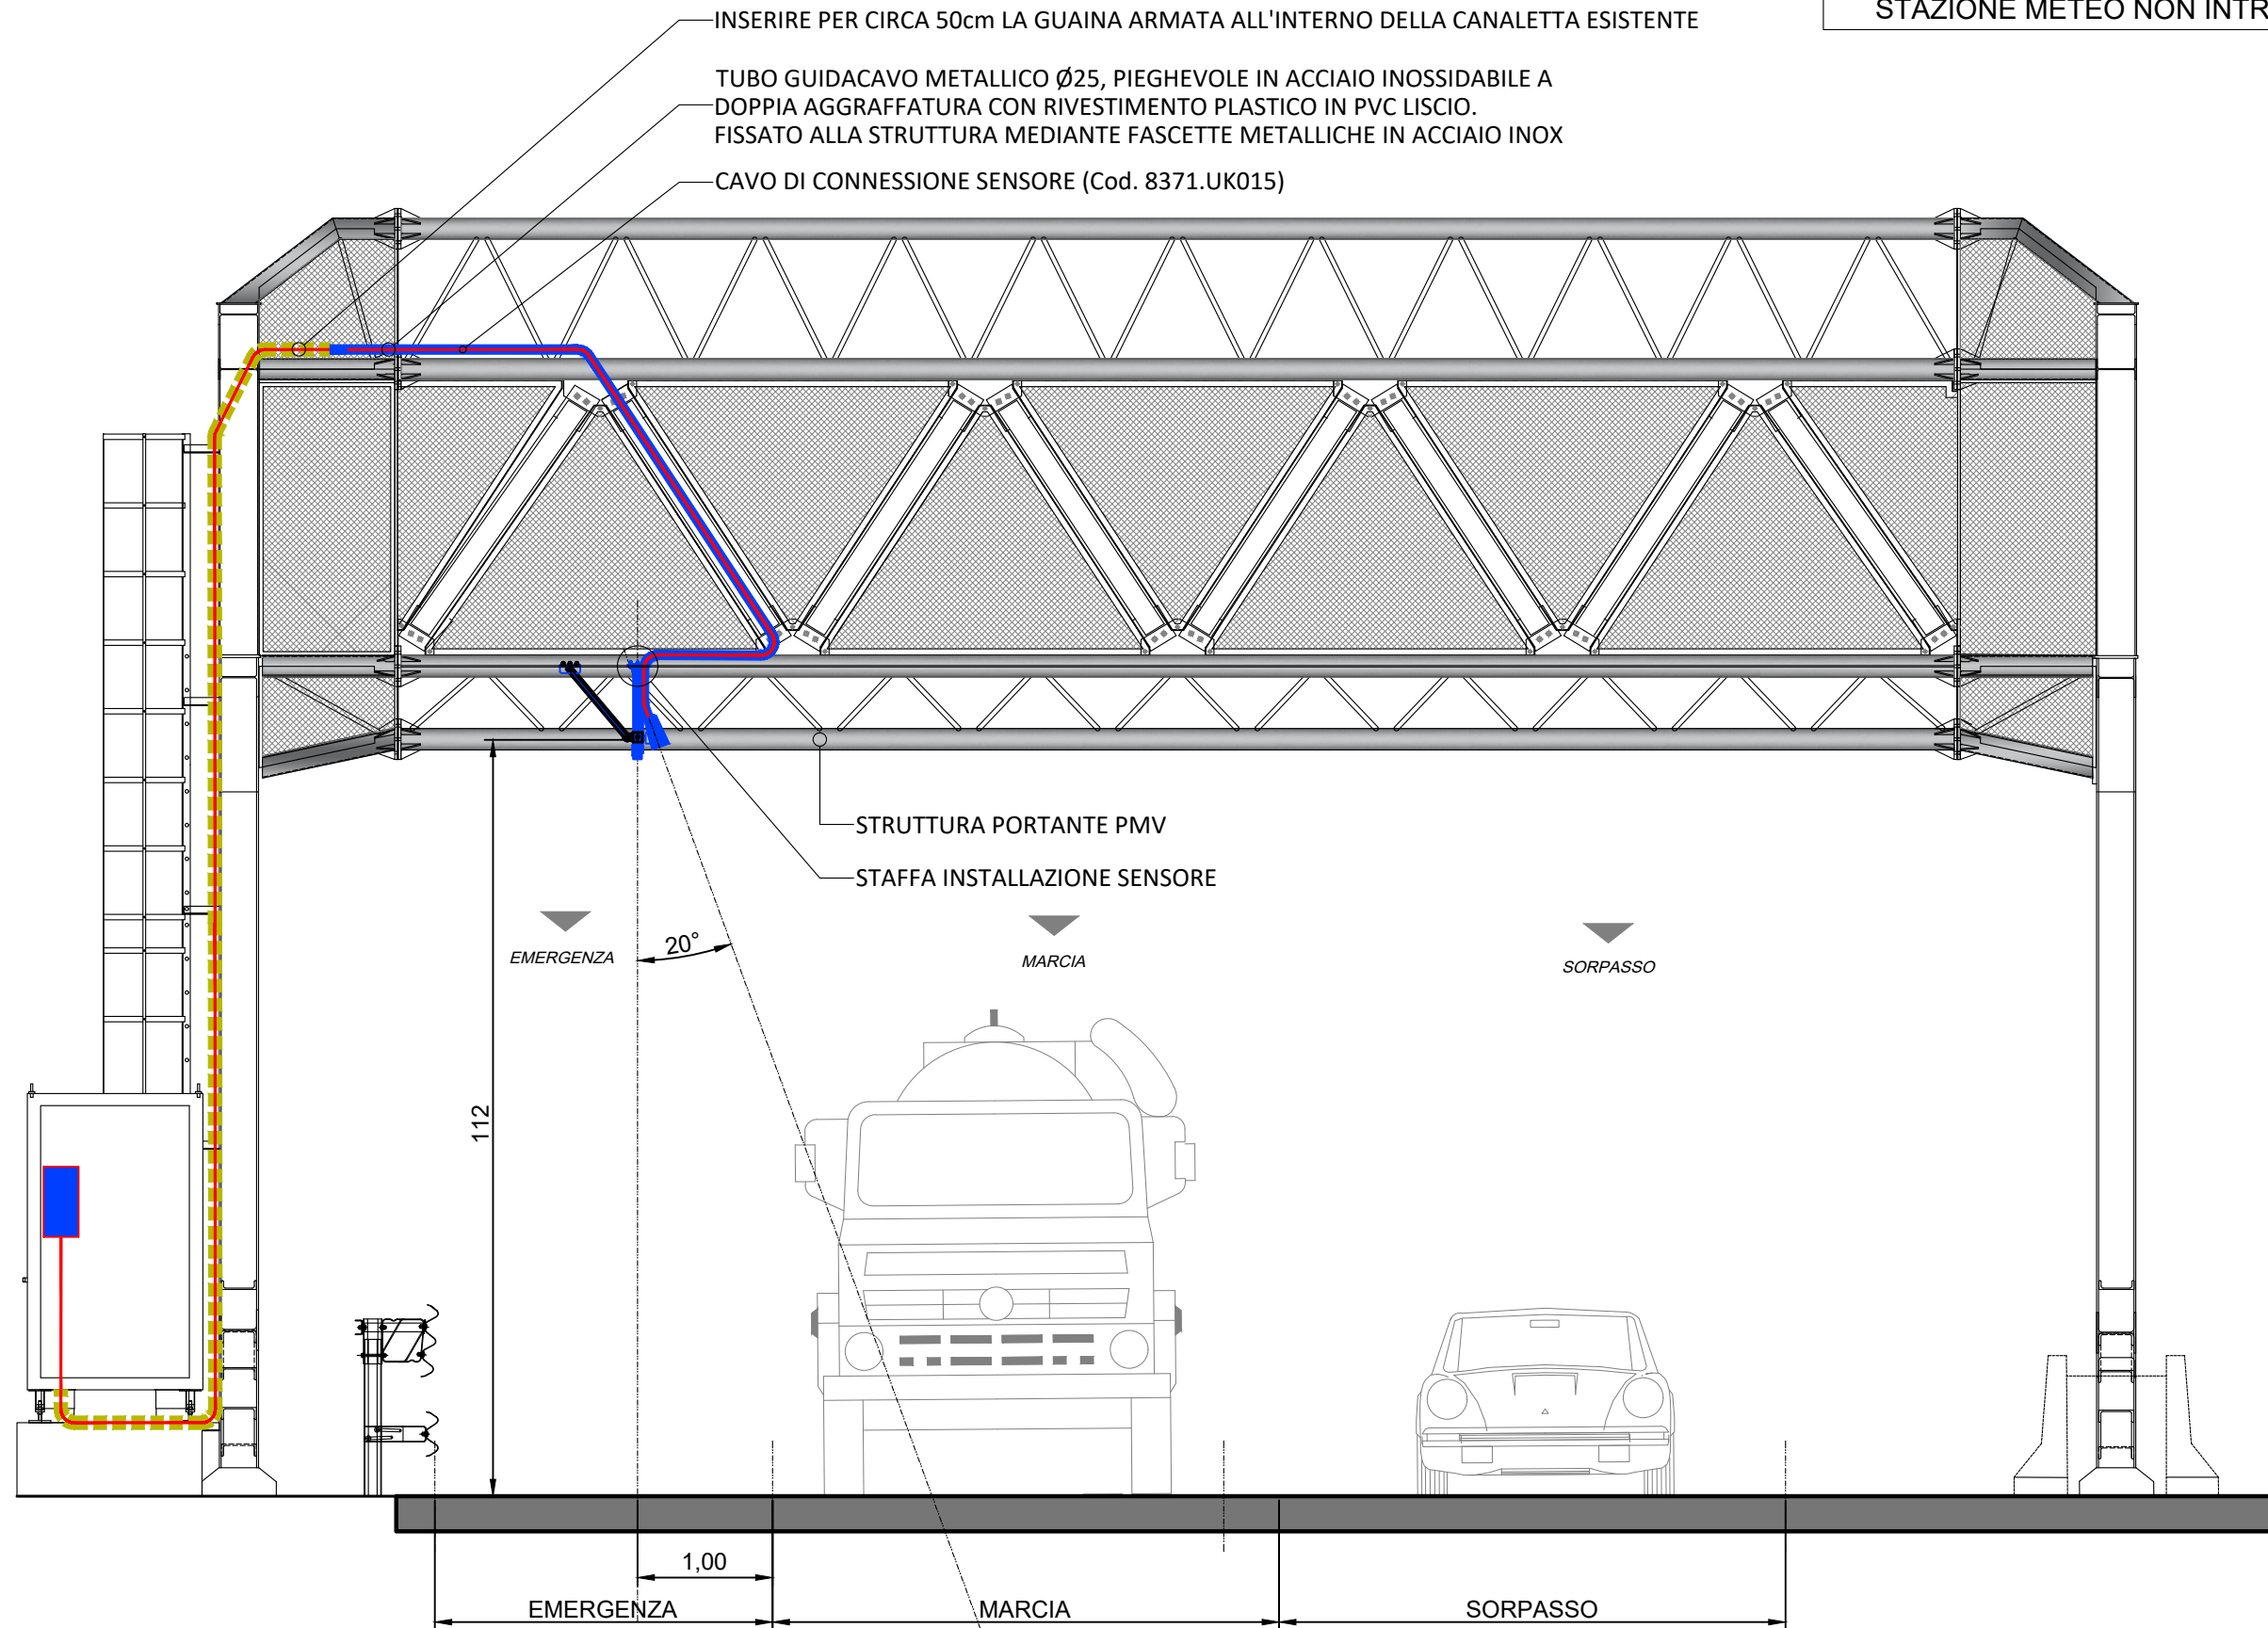 INSERIRE PER CIRCA 50cm LA GUAINA ARMATA ALL'INTERNO DELLA CANALETTA ESISTENTE
STAZIONE METEO NON INTR
TUBO GUIDACAVO METALLICO Ø25, PIEGHEVOLE IN ACCIAIO INOSSIDABILE A
DOPPIA AGGRAFFATURA CON RIVESTIMENTO PLASTICO IN PVC LISCIO.
FISSATO ALLA STRUTTURA MEDIANTE FASCETTE METALLICHE IN ACCIAIO INOX
CAVO DI CONNESSIONE SENSORE (Cod. 8371.UK015)
STRUTTURA PORTANTE PMV
STAFFA INSTALLAZIONE SENSORE
EMERGENZA
20°
MARCIA
SORPASSO
112
1,00
EMERGENZA
MARCIA
SORPASSO